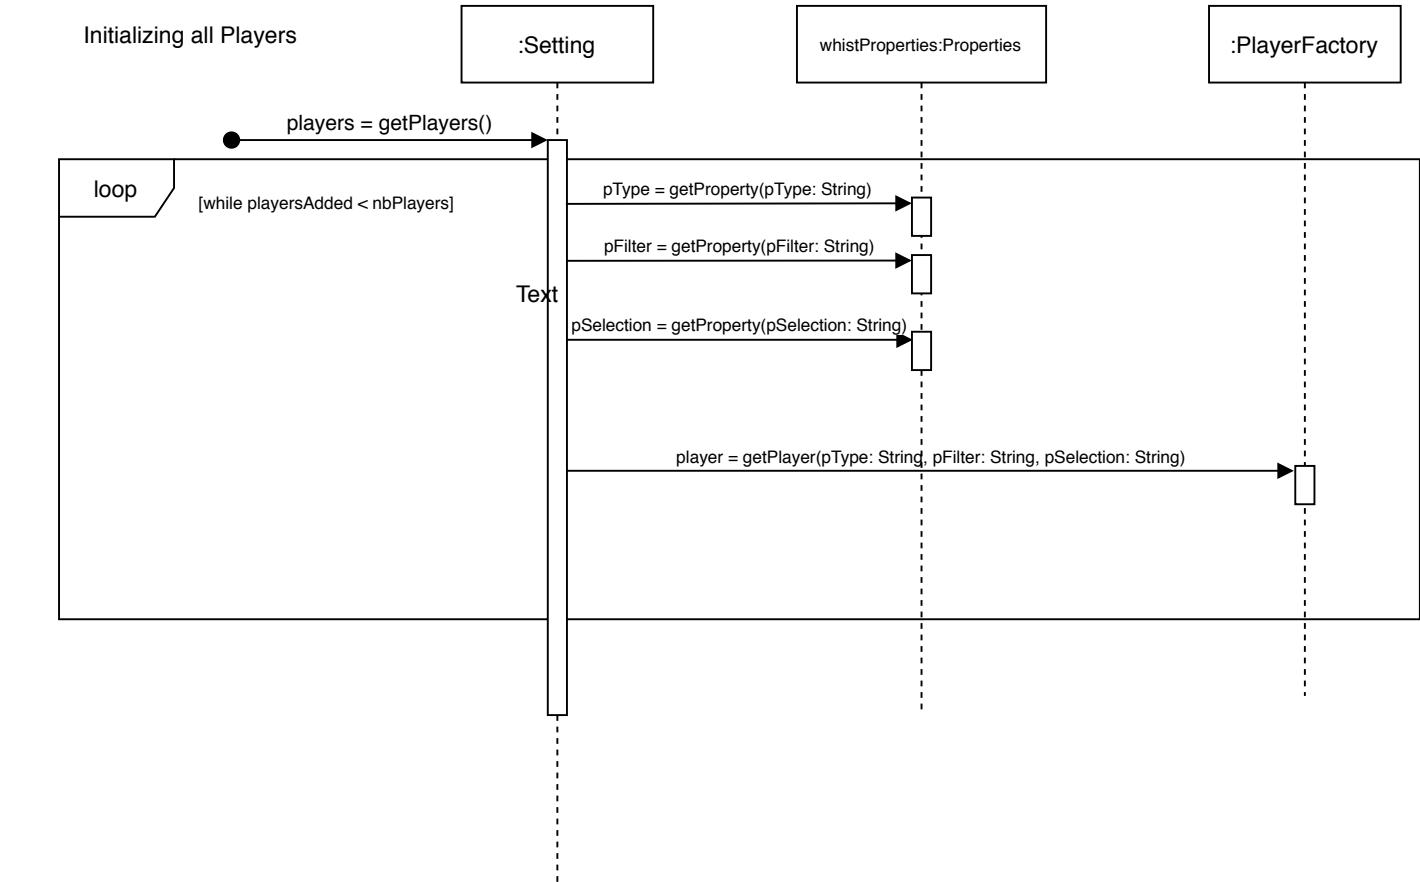 Initializing all Players
:Setting
whistProperties:Properties
:PlayerFactory
players = getPlayers()
loop
[while playersAdded < nbPlayers]
pType = getProperty(pType: String)
pFilter = getProperty(pFilter: String)
Text
pSelection = getProperty(pSelection: String)
player = getPlayer(pType: String, pFilter: String, pSelection: String)